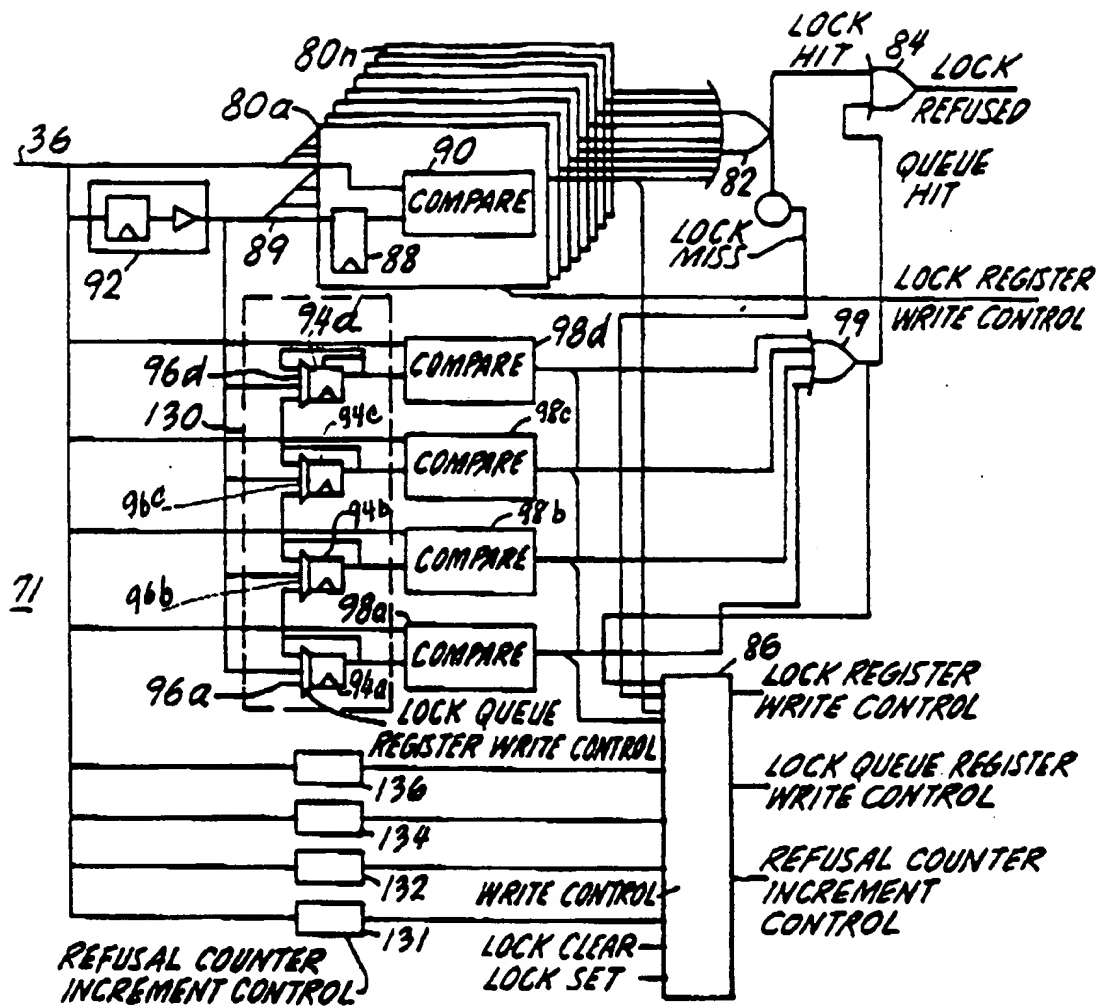 80n
LOCK
HIT
84
LOCK
REFUSED
80a
36
90
COMPARE
82
QUEUE
HIT
92
89
88
LOCK
MISS
LOCK REGISTER
WRITE CONTROL
94d
98d
99
96d
COMPARE
130
94c
98c
COMPARE
96c
94b
98b
COMPARE
71
96b
98a
COMPARE
86
96a
94a
LOCK QUEUE
REGISTER WRITE CONTROL
LOCK REGISTER
WRITE CONTROL
136
LOCK QUEUE REGISTER
WRITE CONTROL
134
132
WRITE CONTROL
REFUSAL COUNTER
INCREMENT
CONTROL
131
LOCK CLEAR
LOCK SET
REFUSAL COUNTER
INCREMENT CONTROL